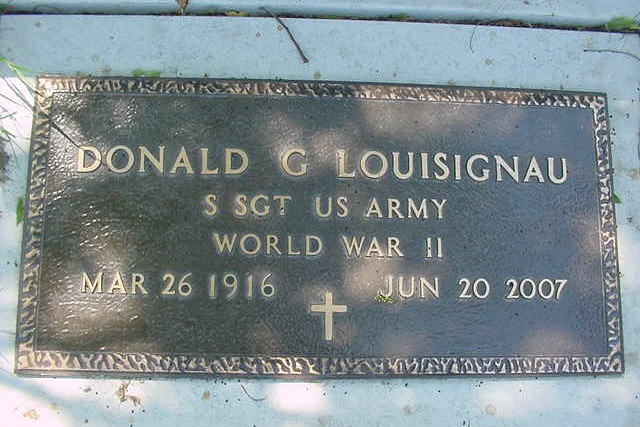 DONALD G LOUISIGNAU
S SGT US ARMY
WORLD WAR II
MAR 26 1916 JUN 20 2007